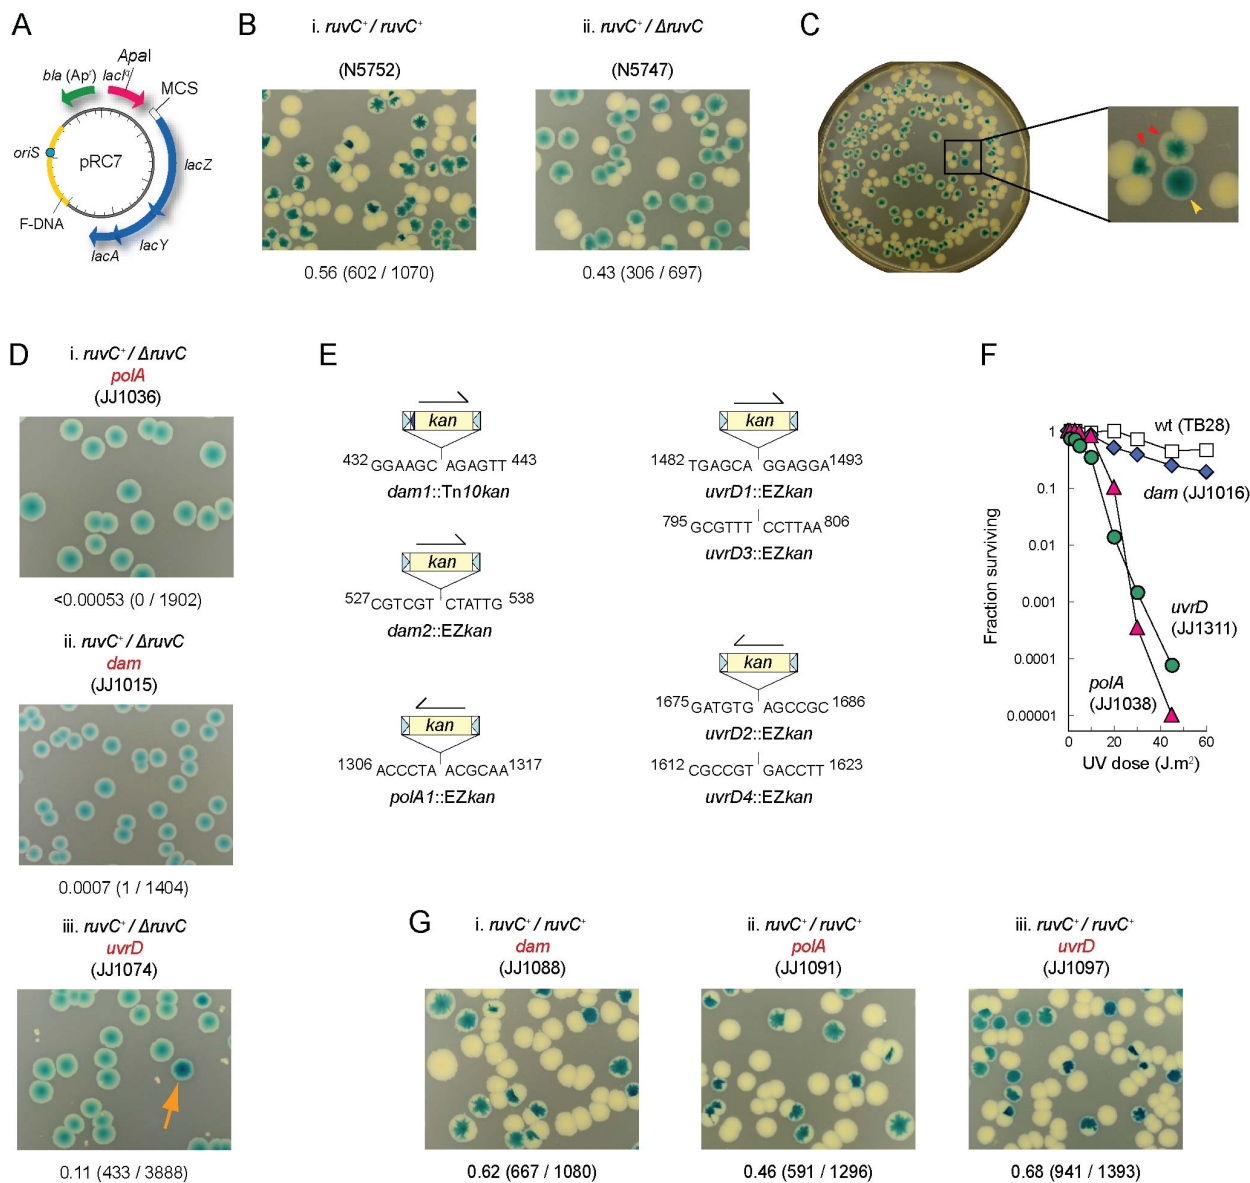 A
ApaI
bla (Apʳ)
lacIq
MCS
oriS
pRC7
lacZ
F-DNA
lacY
lacA
B
i. ruvC⁺ / ruvC⁺
(N5752)
0.56 (602 / 1070)
ii. ruvC⁺ / ΔruvC
(N5747)
0.43 (306 / 697)
C
D
i. ruvC⁺ / ΔruvC
polA
(JJ1036)
<0.00053 (0 / 1902)
ii. ruvC⁺ / ΔruvC
dam
(JJ1015)
0.0007 (1 / 1404)
iii. ruvC⁺ / ΔruvC
uvrD
(JJ1074)
0.11 (433 / 3888)
E
kan
432 GGAAGC AGAGTT 443
dam1::Tn10kan
kan
527 CGTCGT CTATTG 538
dam2::EZkan
kan
1306 ACCCTA ACGCAA 1317
polA1::EZkan
kan
1482 TGAGCA GGAGGA 1493
uvrD1::EZkan
795 GCGTTT CCTTAA 806
uvrD3::EZkan
kan
1675 GATGTG AGCCGC 1686
uvrD2::EZkan
1612 CGCCGT GACCTT 1623
uvrD4::EZkan
F
Fraction surviving
1
0.1
0.01
0.001
0.0001
0.00001
wt (TB28)
dam (JJ1016)
uvrD
(JJ1311)
polA
(JJ1038)
0 20 40 60
UV dose (J.m²)
G
i. ruvC⁺ / ruvC⁺
dam
(JJ1088)
0.62 (667 / 1080)
ii. ruvC⁺ / ruvC⁺
polA
(JJ1091)
0.46 (591 / 1296)
iii. ruvC⁺ / ruvC⁺
uvrD
(JJ1097)
0.68 (941 / 1393)